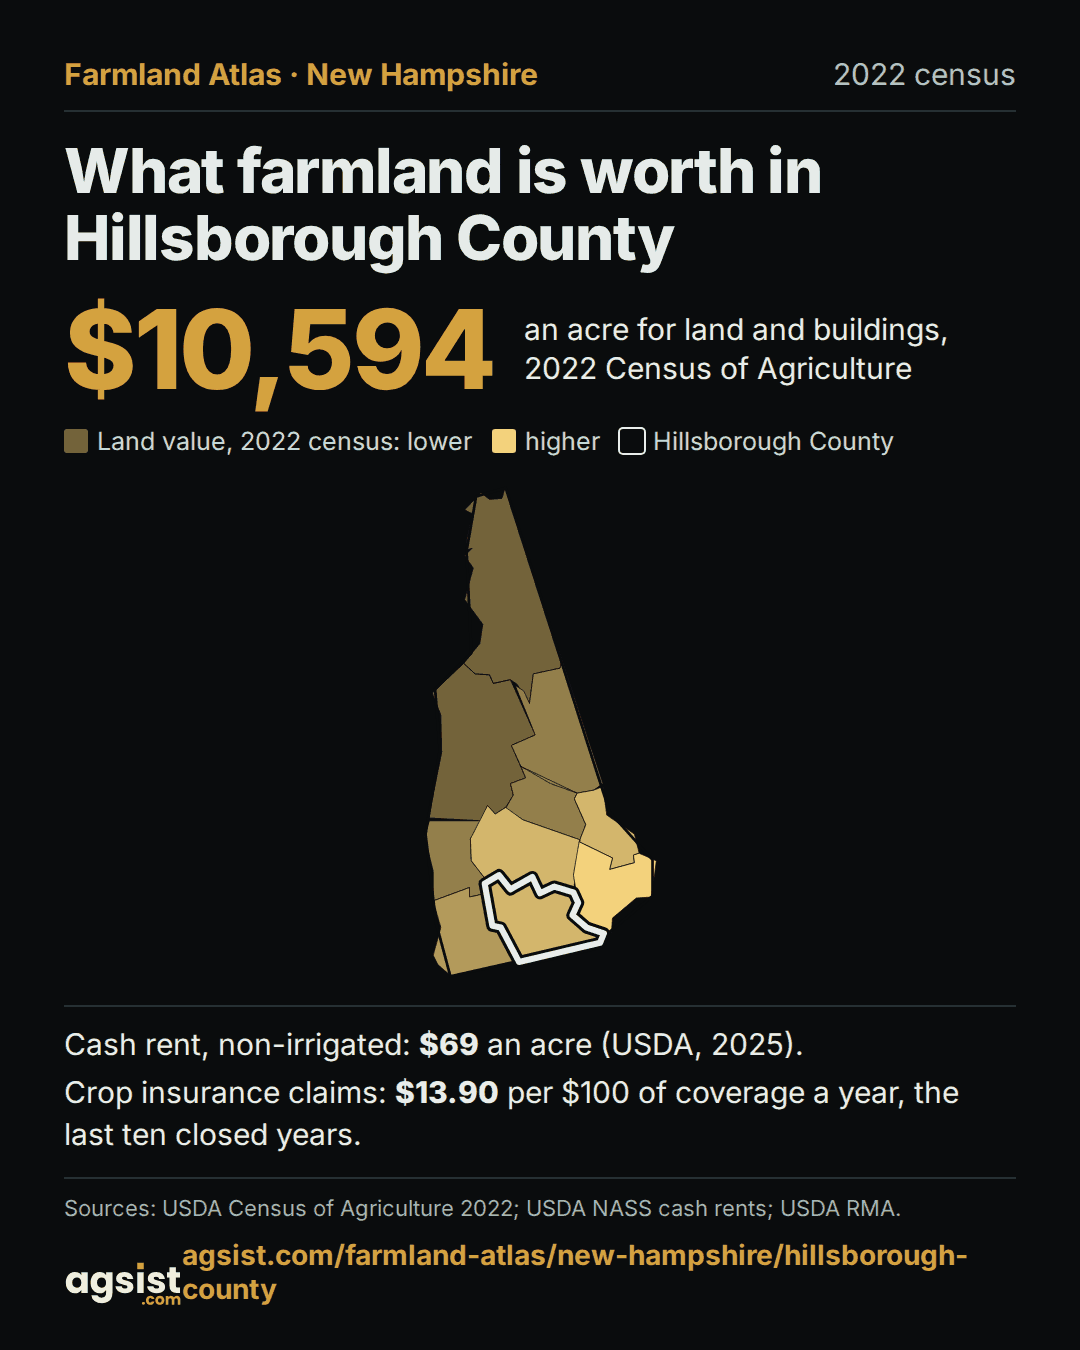 Farmland Atlas · New Hampshire
2022 census
What farmland is worth in
Hillsborough County
$10,594
an acre for land and buildings,
2022 Census of Agriculture
Land value, 2022 census: lower
higher
Hillsborough County
Cash rent, non-irrigated: $69 an acre (USDA, 2025).
Crop insurance claims: $13.90 per $100 of coverage a year, the
last ten closed years.
Sources: USDA Census of Agriculture 2022; USDA NASS cash rents; USDA RMA.
agsist.com
agsist.com/farmland-atlas/new-hampshire/hillsborough-
county